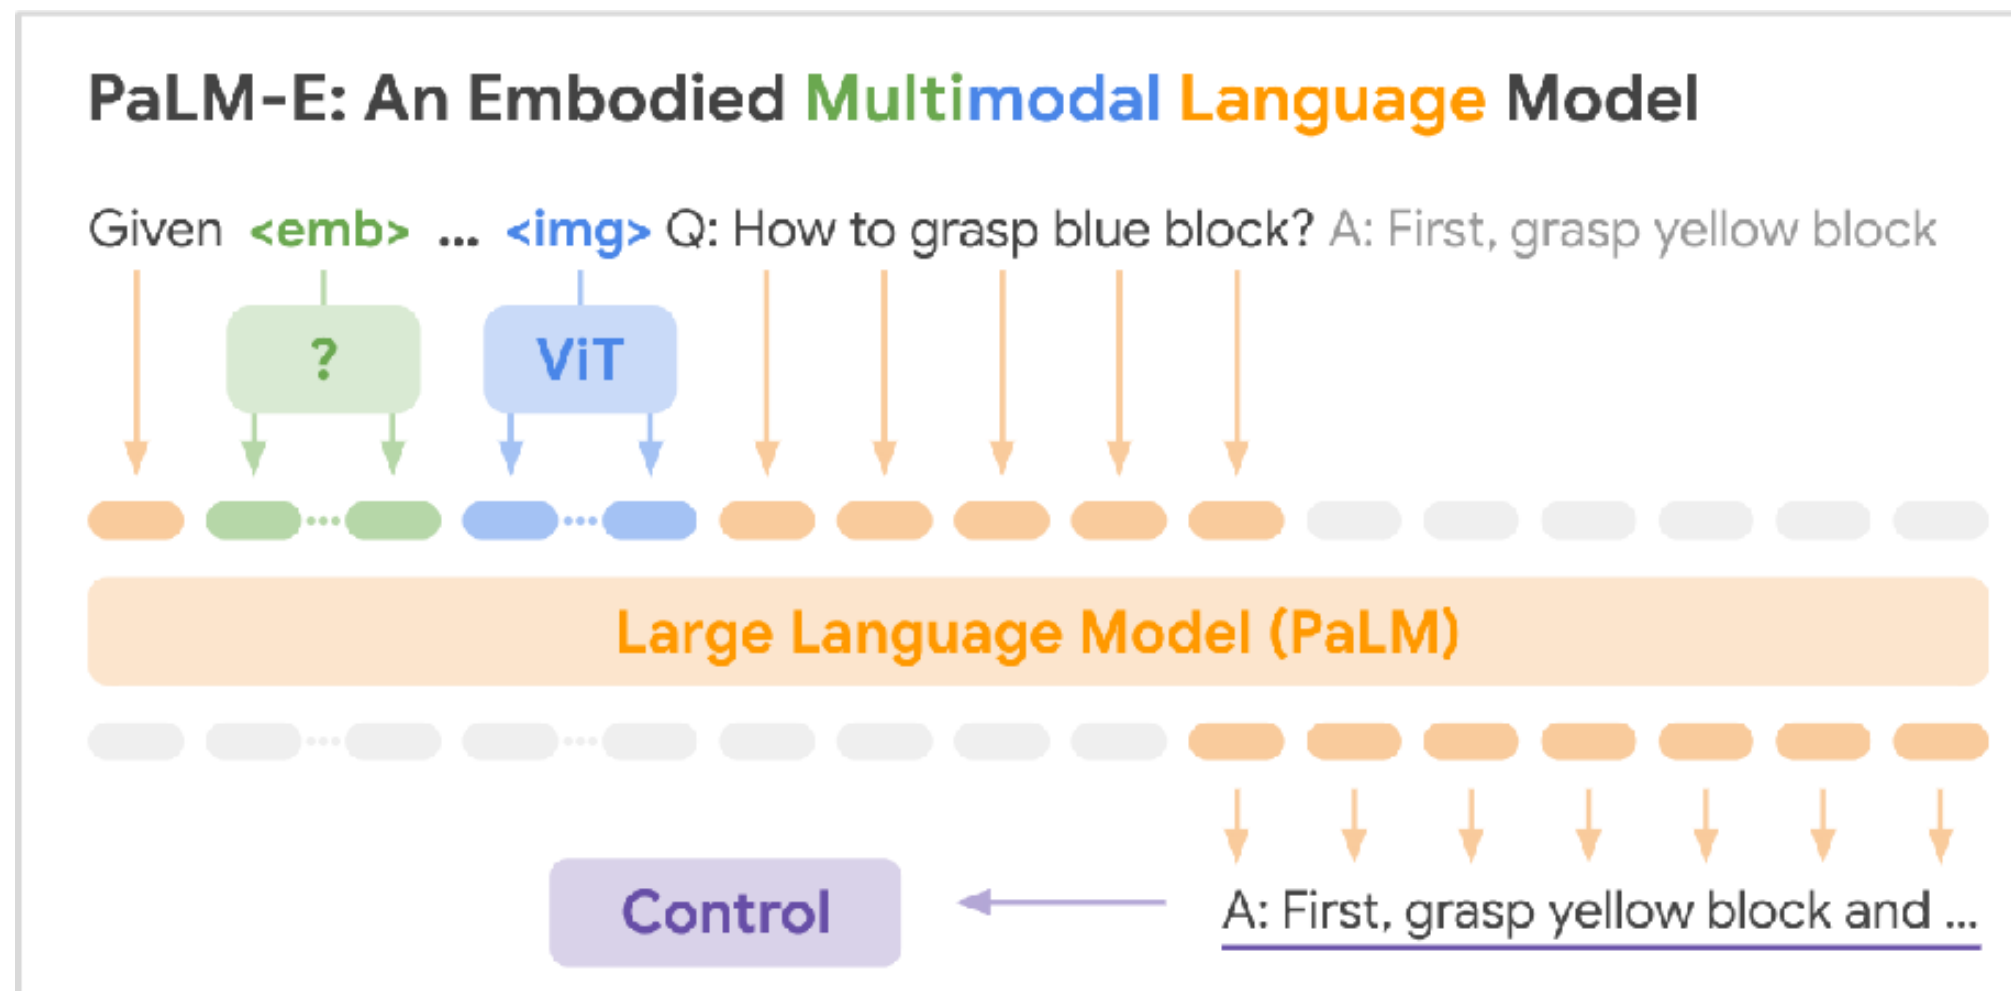 PaLM-E: An Embodied Multimodal Language Model
Given <emb> ... <img> Q: How to grasp blue block? A: First, grasp yellow block
? ViT
Large Language Model (PaLM)
Control A: First, grasp yellow block and ...